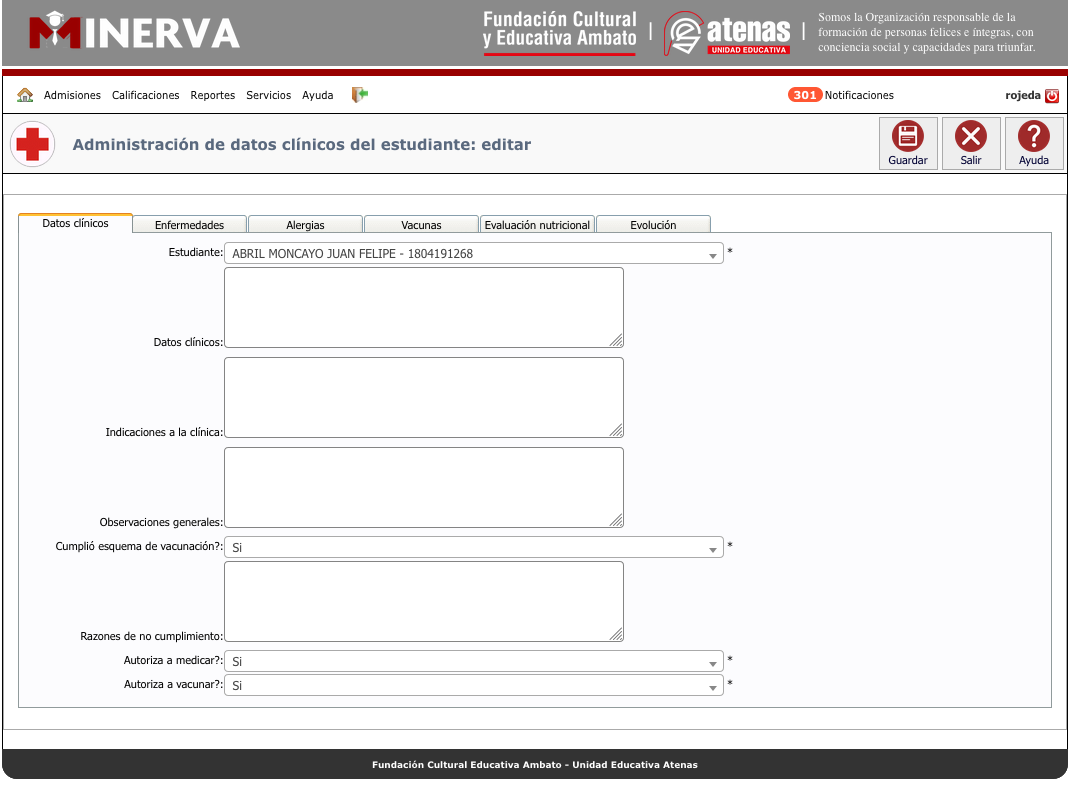 MINERVA
Fundación Cultural
y Educativa Ambato
atenas
UNIDAD EDUCATIVA
Somos la Organización responsable de la
formación de personas felices e íntegras, con
conciencia social y capacidades para triunfar.
Admisiones Calificaciones Reportes Servicios Ayuda
301 Notificaciones
rojeda
Administración de datos clínicos del estudiante: editar
Guardar Salir Ayuda
Datos clínicos Enfermedades Alergias Vacunas Evaluación nutricional Evolución
Estudiante: ABRIL MONCAYO JUAN FELIPE - 1804191268 *
Datos clínicos:
Indicaciones a la clínica:
Observaciones generales:
Cumplió esquema de vacunación?: Si *
Razones de no cumplimiento:
Autoriza a medicar?: Si *
Autoriza a vacunar?: Si *
Fundación Cultural Educativa Ambato - Unidad Educativa Atenas